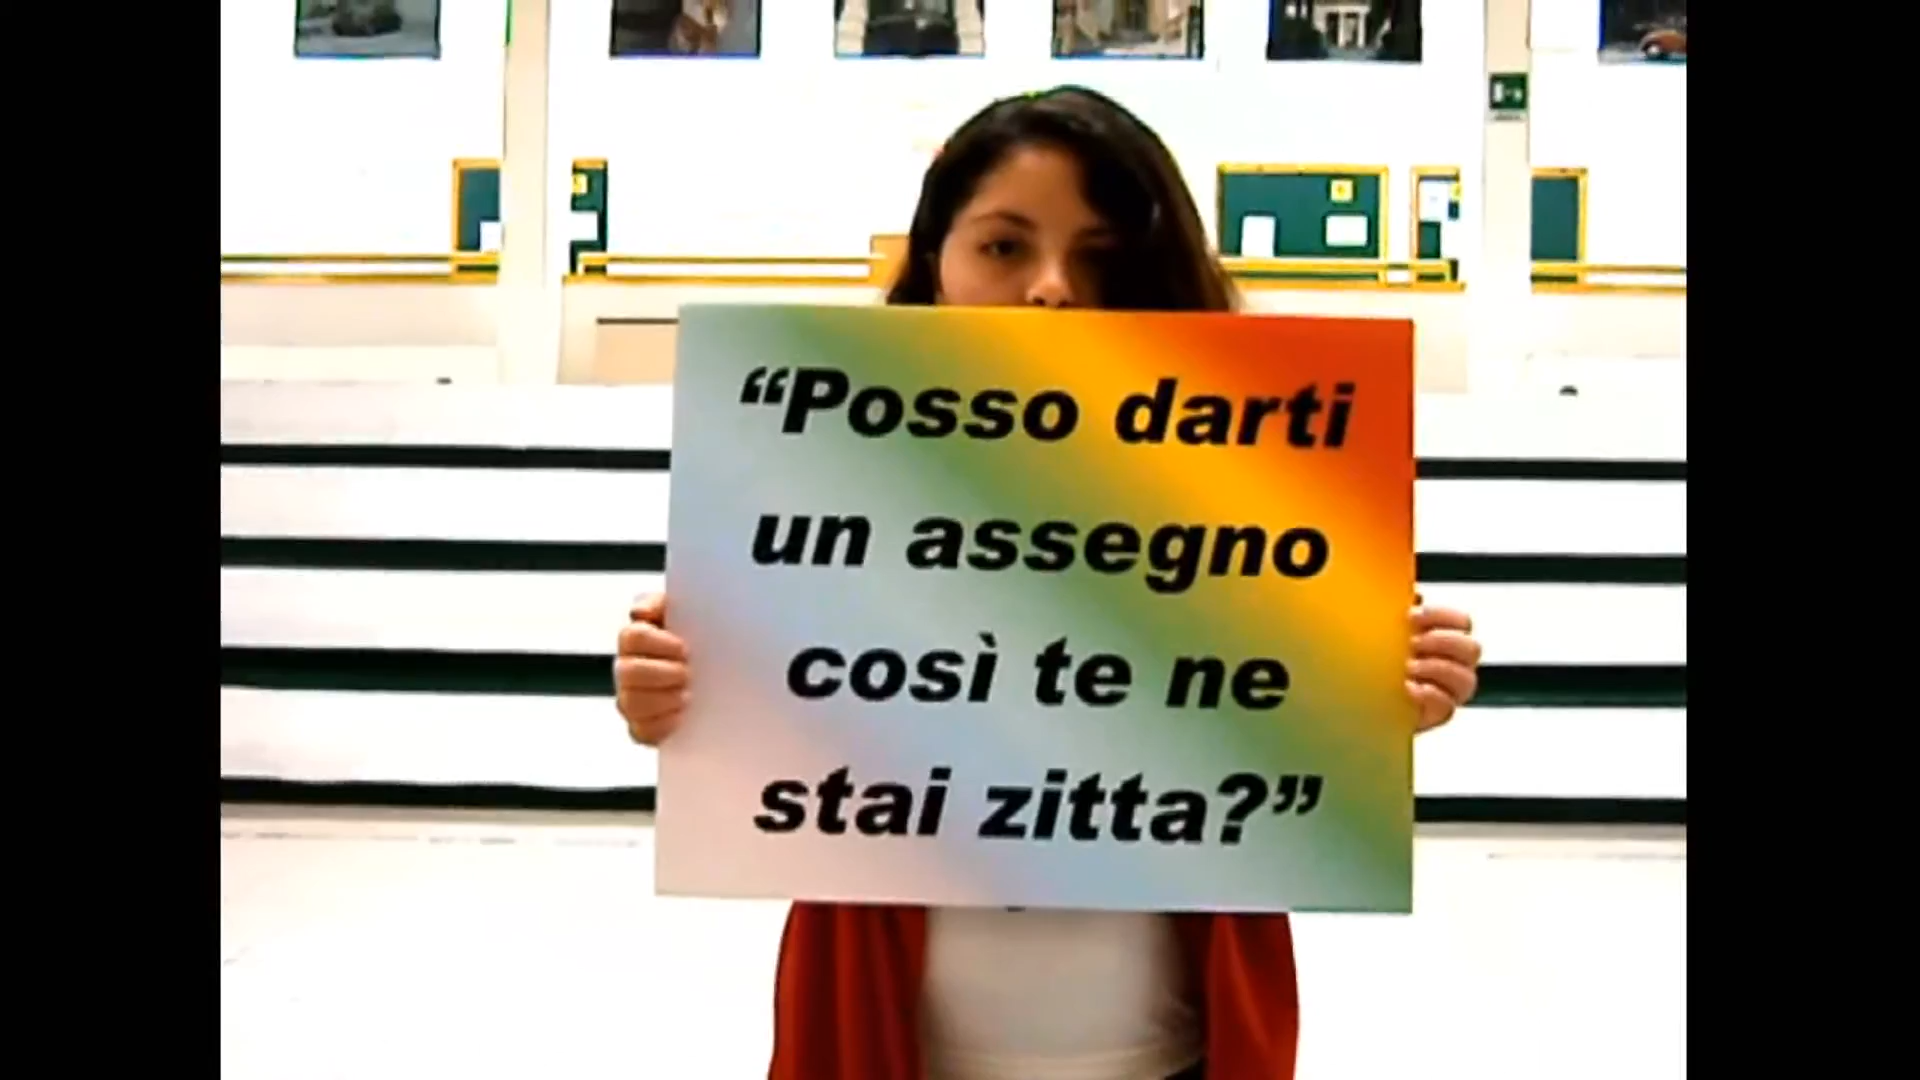 “Posso darti
un assegno
così te ne
stai zitta?”